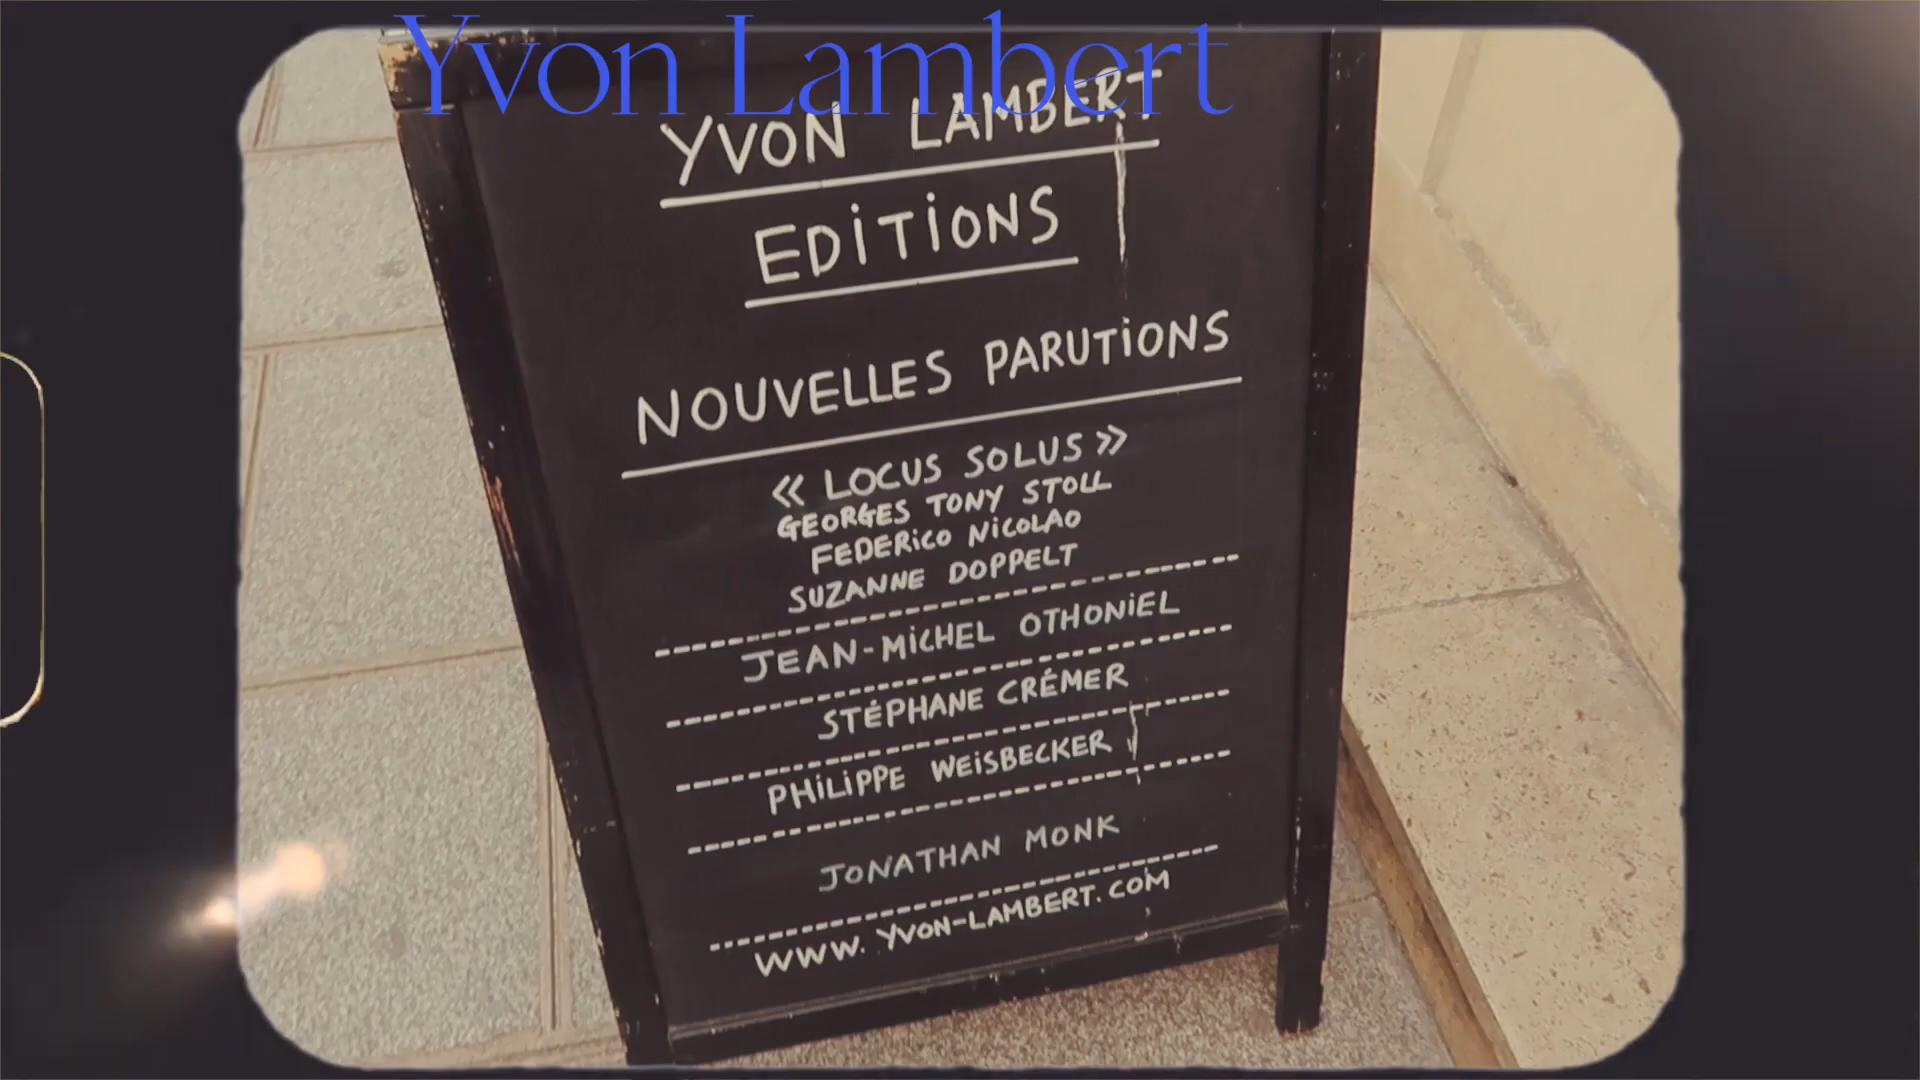 Yvon Lambert
YVON LAMBERT
EDITIONS
NOUVELLES PARUTIONS
« LOCUS SOLUS »
GEORGES TONY STOLL
FEDERICO NICOLAO
SUZANNE DOPPELT
JEAN-MICHEL OTHONIEL
STÉPHANE CRÉMER
PHILIPPE WEISBECKER
JONATHAN MONK
WWW.YVON-LAMBERT.COM